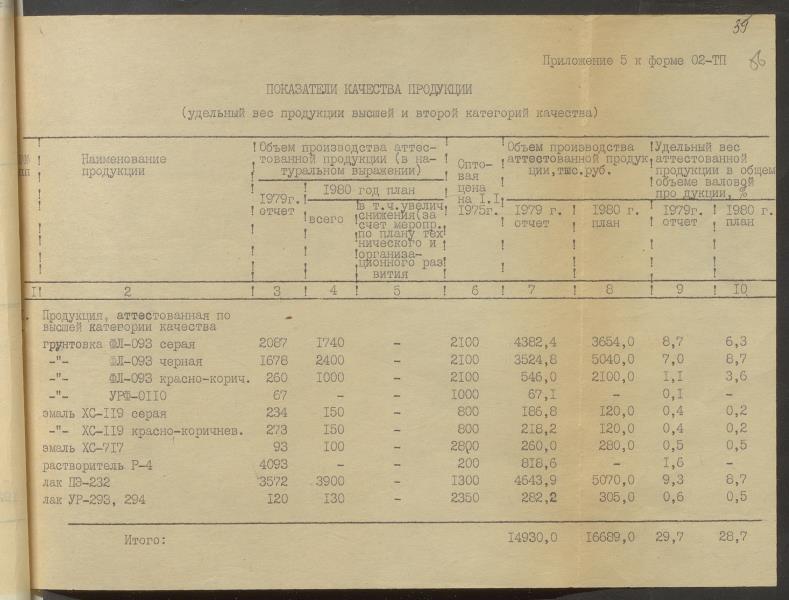 39
Приложение 5 к форме 02-ТП
86
ПОКАЗАТЕЛИ КАЧЕСТВА ПРОДУКЦИИ
(удельный вес продукции высшей и второй категорий качества)
Наименование продукции
Объем производства аттестованной продукции (в натуральном выражении)
1979г. отчет
1980 год план
всего
в т.ч.увелич, снижения(за счет меропр. по плану технического и организационного развития
Оптовая цена на I.I 1975г.
Объем производства аттестованной продукции,тыс.руб.
1979 г. отчет
1980 г. план
Удельный вес аттестованной продукции в общем объеме валовой про дукции, %
1979г. отчет
1980 г. план
I 2 3 4 5 6 7 8 9 10
Продукция, аттестованная по
высшей категории качества
грунтовка ФЛ-093 серая 2087 1740 - 2100 4382,4 3654,0 8,7 6,3
-"- ФЛ-093 черная 1678 2400 - 2100 3524,8 5040,0 7,0 8,7
-"- ФЛ-093 красно-корич. 260 1000 - 2100 546,0 2100,0 1,1 3,6
-"- УРФ-0110 67 - - 1000 67,1 - 0,1 -
эмаль ХС-119 серая 234 150 - 800 186,8 120,0 0,4 0,2
-"- ХС-119 красно-коричнев. 273 150 - 800 218,2 120,0 0,4 0,2
эмаль ХС-717 93 100 - 2800 260,0 280,0 0,5 0,5
растворитель Р-4 4093 - - 200 818,6 - 1,6 -
лак ПЭ-232 3572 3900 - 1300 4643,9 5070,0 9,3 8,7
лак УР-293, 294 120 130 - 2350 282,2 305,0 0,6 0,5
Итого: 14930,0 16689,0 29,7 28,7